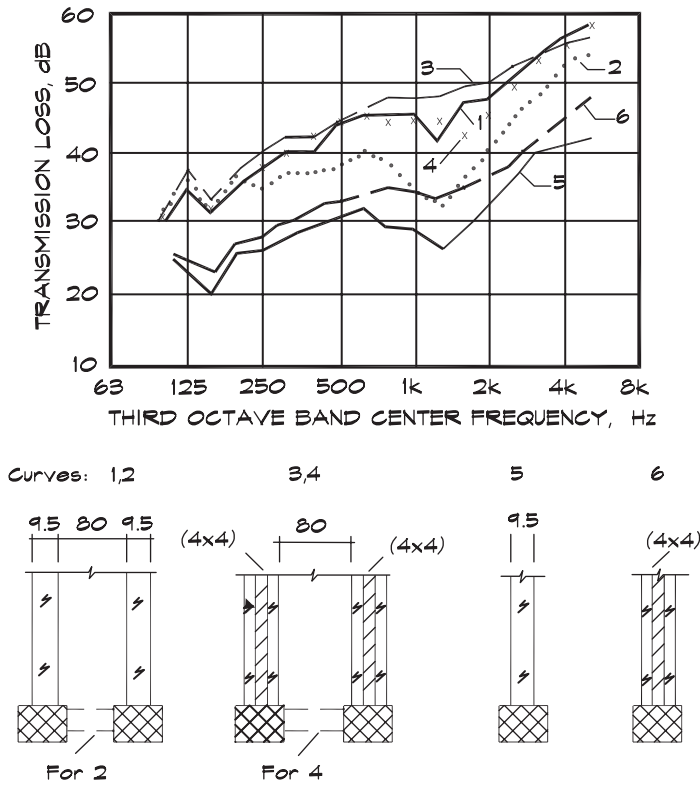 60
50
40
30
20
10
TRANSMISSION LOSS, dB
3
1
4
2
6
5
63 125 250 500 1k 2k 4k 8k
THIRD OCTAVE BAND CENTER FREQUENCY, Hz
Curves: 1,2 3,4 5 6
9.5 80 9.5
(4x4) 80 (4x4)
9.5
(4x4)
For 2
For 4